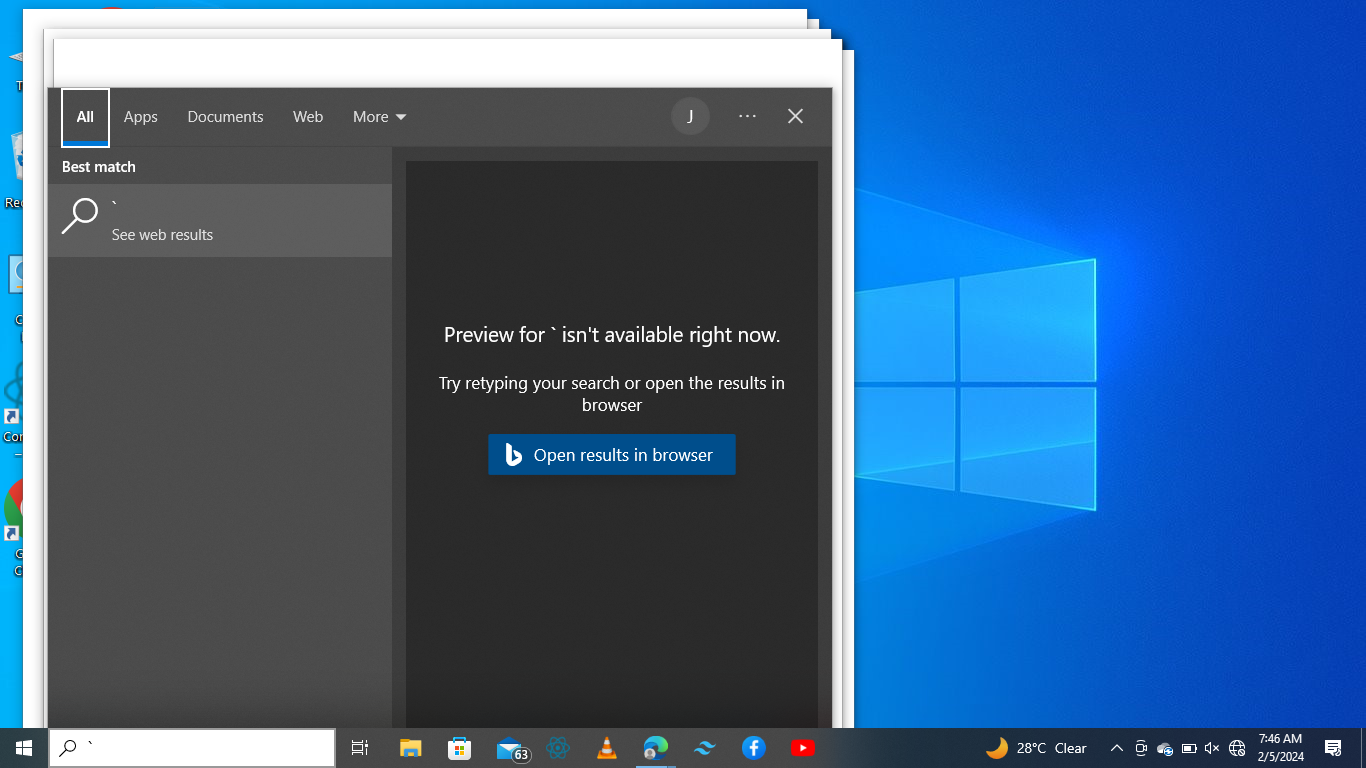 All
Apps
Documents
Web
More
J
Best match
`
See web results
Preview for ` isn't available right now.
Try retyping your search or open the results in
browser
Open results in browser
`
63
28°C Clear
7:46 AM
2/5/2024